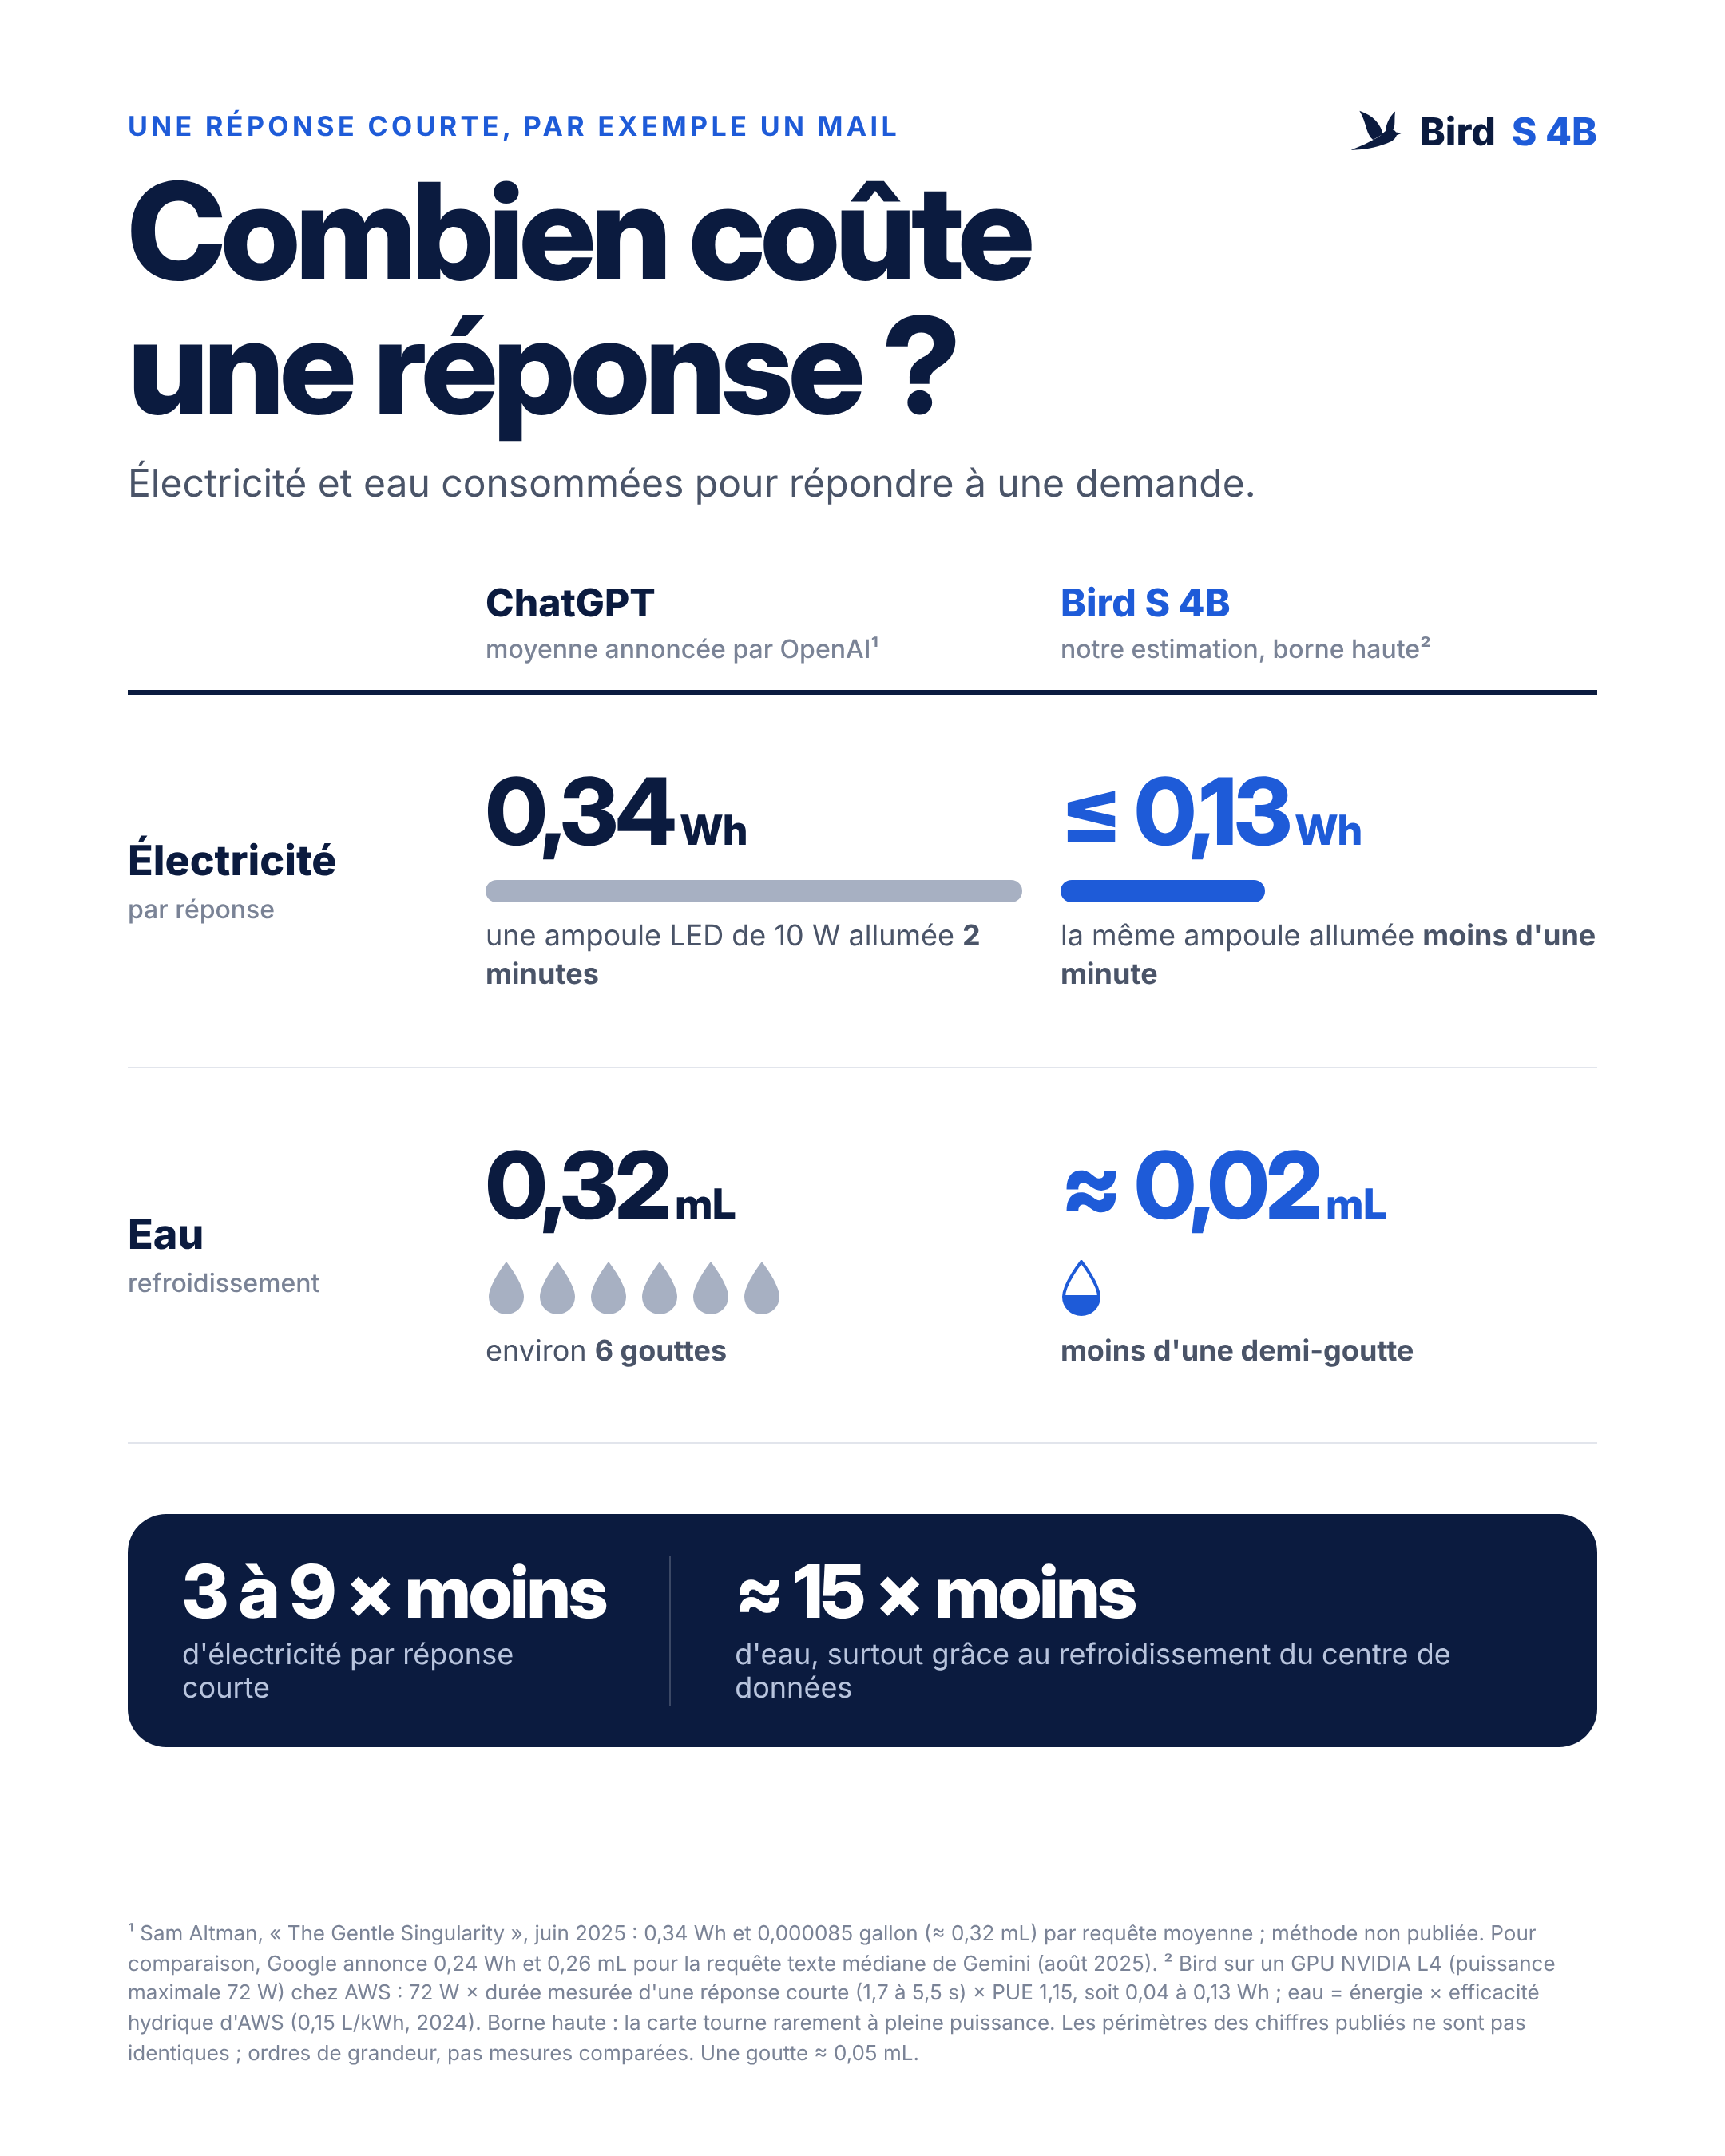 UNE RÉPONSE COURTE, PAR EXEMPLE UN MAIL
Bird S 4B
Combien coûte
une réponse ?
Électricité et eau consommées pour répondre à une demande.
ChatGPT
moyenne annoncée par OpenAI¹
Bird S 4B
notre estimation, borne haute²
Électricité
par réponse
0,34 Wh
une ampoule LED de 10 W allumée 2
minutes
≤ 0,13 Wh
la même ampoule allumée moins d'une
minute
Eau
refroidissement
0,32 mL
environ 6 gouttes
≈ 0,02 mL
moins d'une demi-goutte
3 à 9 × moins
d'électricité par réponse
courte
≈ 15 × moins
d'eau, surtout grâce au refroidissement du centre de
données
¹ Sam Altman, « The Gentle Singularity », juin 2025 : 0,34 Wh et 0,000085 gallon (≈ 0,32 mL) par requête moyenne ; méthode non publiée. Pour
comparaison, Google annonce 0,24 Wh et 0,26 mL pour la requête texte médiane de Gemini (août 2025). ² Bird sur un GPU NVIDIA L4 (puissance
maximale 72 W) chez AWS : 72 W × durée mesurée d'une réponse courte (1,7 à 5,5 s) × PUE 1,15, soit 0,04 à 0,13 Wh ; eau = énergie × efficacité
hydrique d'AWS (0,15 L/kWh, 2024). Borne haute : la carte tourne rarement à pleine puissance. Les périmètres des chiffres publiés ne sont pas
identiques ; ordres de grandeur, pas mesures comparées. Une goutte ≈ 0,05 mL.